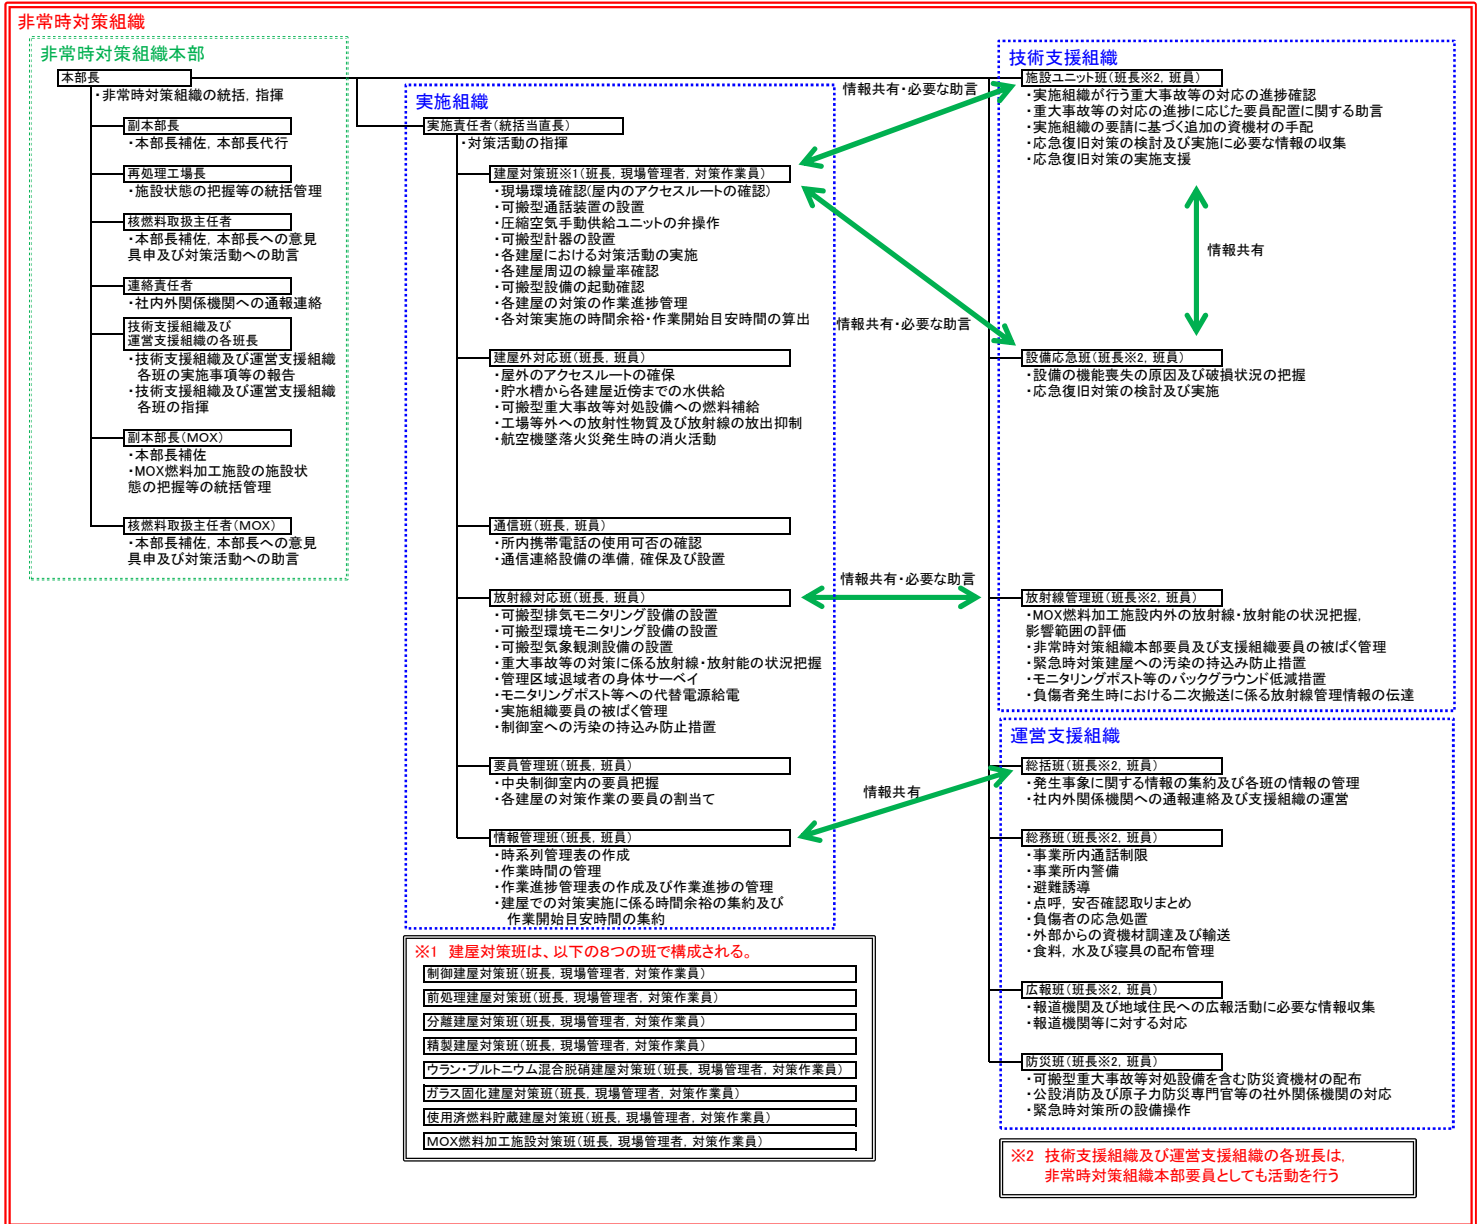 非常時対策組織
非常時対策組織本部
本部長
・非常時対策組織の統括，指揮
副本部長
・本部長補佐，本部長代行
再処理工場長
・施設状態の把握等の統括管理
核燃料取扱主任者
・本部長補佐，本部長への意見
具申及び対策活動への助言
連絡責任者
・社内外関係機関への通報連絡
技術支援組織及び
運営支援組織の各班長
・技術支援組織及び運営支援組織
各班の実施事項等の報告
・技術支援組織及び運営支援組織
各班の指揮
副本部長（MOX）
・本部長補佐
・MOX燃料加工施設の施設状
態の把握等の統括管理
核燃料取扱主任者（MOX）
・本部長補佐，本部長への意見
具申及び対策活動への助言
実施組織
実施責任者（統括当直長）
・対策活動の指揮
建屋対策班※1（班長，現場管理者，対策作業員）
・現場環境確認（屋内のアクセスルートの確認）
・可搬型通話装置の設置
・圧縮空気手動供給ユニットの弁操作
・可搬型計器の設置
・各建屋における対策活動の実施
・各建屋周辺の線量率確認
・可搬型設備の起動確認
・各建屋の対策の作業進捗管理
・各対策実施の時間余裕・作業開始目安時間の算出
建屋外対応班（班長，班員）
・屋外のアクセスルートの確保
・貯水槽から各建屋近傍までの水供給
・可搬型重大事故等対処設備への燃料補給
・工場等外への放射性物質及び放射線の放出抑制
・航空機墜落火災発生時の消火活動
通信班（班長，班員）
・所内携帯電話の使用可否の確認
・通信連絡設備の準備，確保及び設置
放射線対応班（班長，班員）
・可搬型排気モニタリング設備の設置
・可搬型環境モニタリング設備の設置
・可搬型気象観測設備の設置
・重大事故等の対策に係る放射線・放射能の状況把握
・管理区域退域者の身体サーベイ
・モニタリングポスト等への代替電源給電
・実施組織要員の被ばく管理
・制御室への汚染の持込み防止措置
要員管理班（班長，班員）
・中央制御室内の要員把握
・各建屋の対策作業の要員の割当て
情報管理班（班長，班員）
・時系列管理表の作成
・作業時間の管理
・作業進捗管理表の作成及び作業進捗の管理
・建屋での対策実施に係る時間余裕の集約及び
作業開始目安時間の集約
※1　建屋対策班は、以下の8つの班で構成される。
制御建屋対策班（班長，現場管理者，対策作業員）
前処理建屋対策班（班長，現場管理者，対策作業員）
分離建屋対策班（班長，現場管理者，対策作業員）
精製建屋対策班（班長，現場管理者，対策作業員）
ウラン・プルトニウム混合脱硝建屋対策班（班長，現場管理者，対策作業員）
ガラス固化建屋対策班（班長，現場管理者，対策作業員）
使用済燃料貯蔵建屋対策班（班長，現場管理者，対策作業員）
MOX燃料加工施設対策班（班長，現場管理者，対策作業員）
情報共有・必要な助言
情報共有・必要な助言
情報共有・必要な助言
情報共有
技術支援組織
施設ユニット班（班長※2，班員）
・実施組織が行う重大事故等の対応の進捗確認
・重大事故等の対応の進捗に応じた要員配置に関する助言
・実施組織の要請に基づく追加の資機材の手配
・応急復旧対策の検討及び実施に必要な情報の収集
・応急復旧対策の実施支援
情報共有
設備応急班（班長※2，班員）
・設備の機能喪失の原因及び破損状況の把握
・応急復旧対策の検討及び実施
放射線管理班（班長※2，班員）
・MOX燃料加工施設内外の放射線・放射能の状況把握，
影響範囲の評価
・非常時対策組織本部要員及び支援組織要員の被ばく管理
・緊急時対策建屋への汚染の持込み防止措置
・モニタリングポスト等のバックグラウンド低減措置
・負傷者発生時における二次搬送に係る放射線管理情報の伝達
運営支援組織
総括班（班長※2，班員）
・発生事象に関する情報の集約及び各班の情報の管理
・社内外関係機関への通報連絡及び支援組織の運営
総務班（班長※2，班員）
・事業所内通話制限
・事業所内警備
・避難誘導
・点呼，安否確認取りまとめ
・負傷者の応急処置
・外部からの資機材調達及び輸送
・食料，水及び寝具の配布管理
広報班（班長※2，班員）
・報道機関及び地域住民への広報活動に必要な情報収集
・報道機関等に対する対応
防災班（班長※2，班員）
・可搬型重大事故等対処設備を含む防災資機材の配布
・公設消防及び原子力防災専門官等の社外関係機関の対応
・緊急時対策所の設備操作
※2　技術支援組織及び運営支援組織の各班長は，
非常時対策組織本部要員としても活動を行う